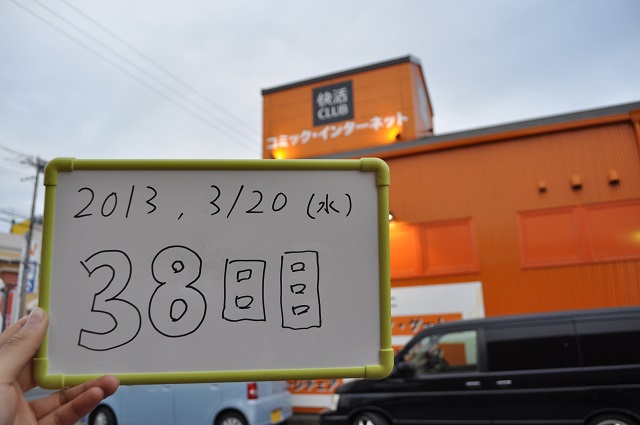 快活
CLUB
コミック・インターネット
2013, 3/20 (水)
38日目